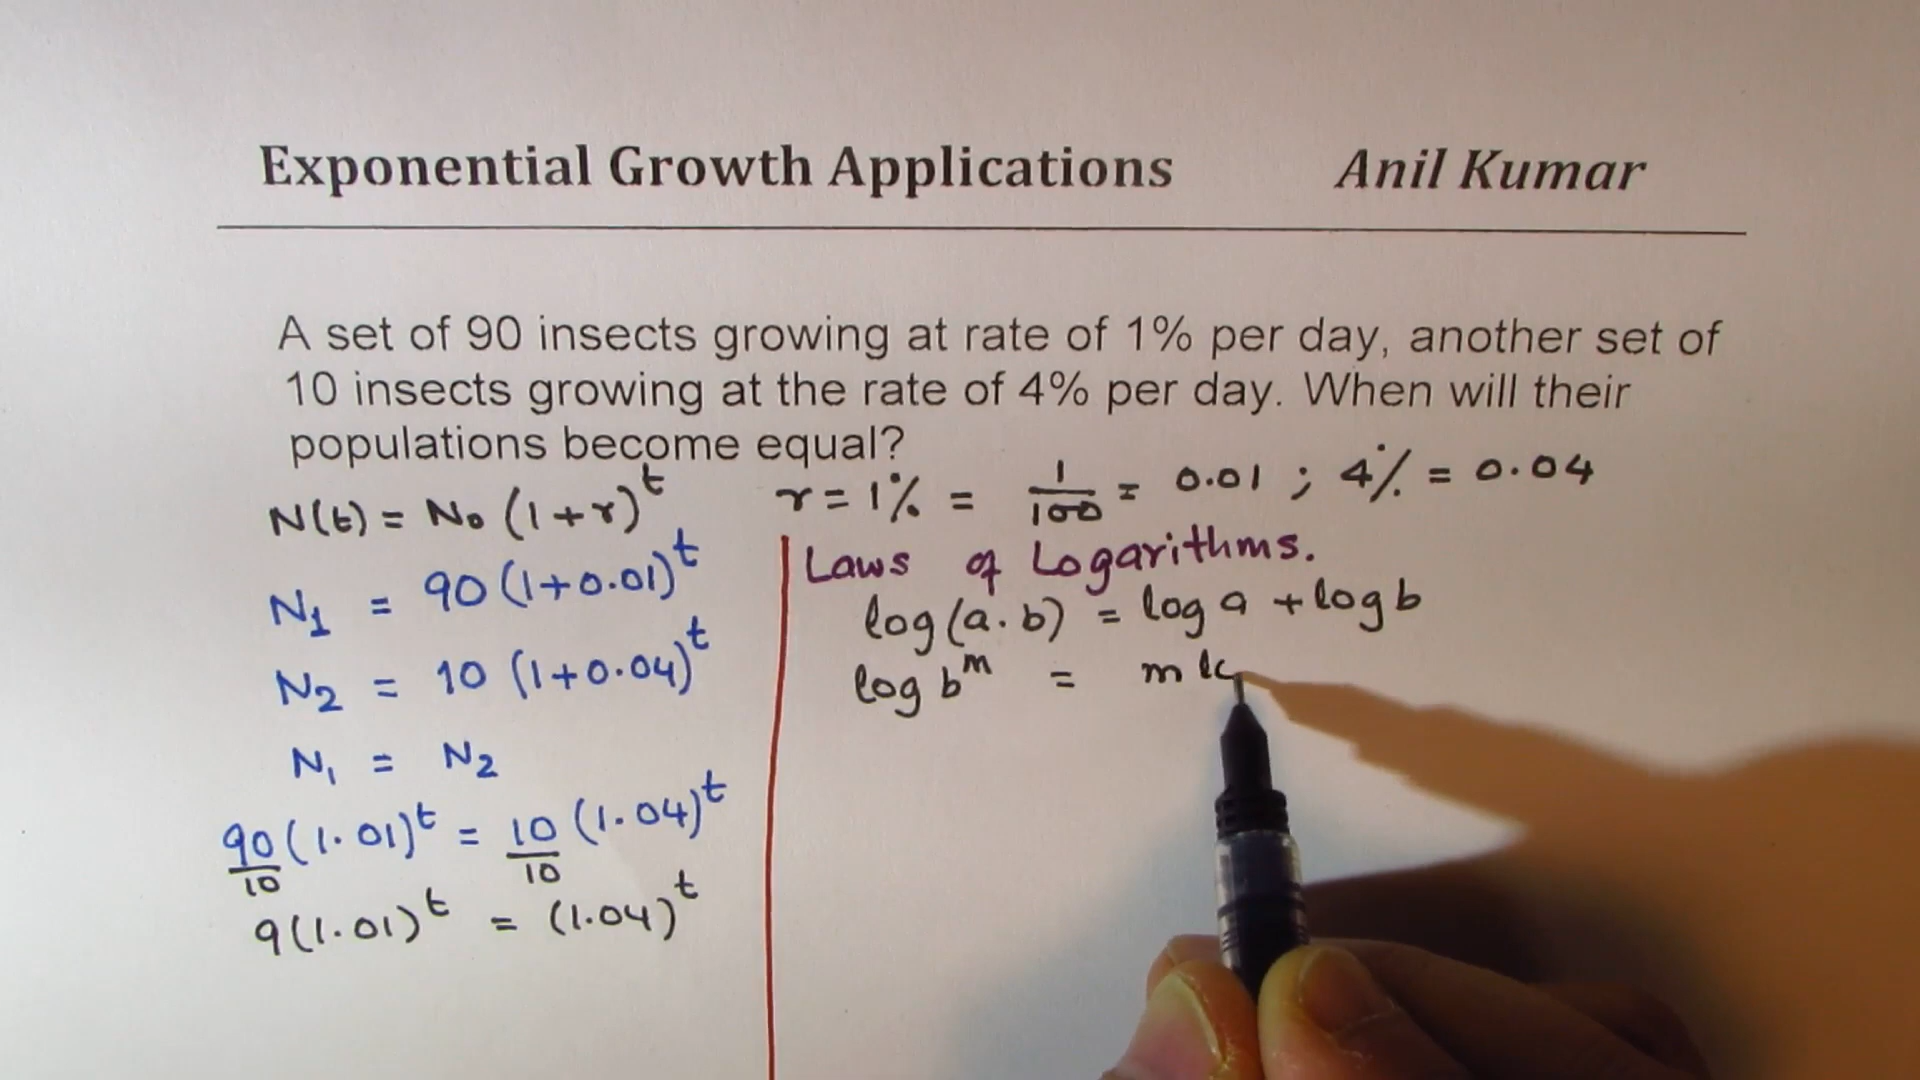 Exponential Growth Applications Anil Kumar
A set of 90 insects growing at rate of 1% per day, another set of
10 insects growing at the rate of 4% per day. When will their
populations become equal?
N(t) = N₀ (1+r)^t
r = 1% = 1/100 = 0.01 ; 4% = 0.04
N₁ = 90 (1+0.01)^t
N₂ = 10 (1+0.04)^t
N₁ = N₂
90/10 (1.01)^t = 10/10 (1.04)^t
9(1.01)^t = (1.04)^t
Laws of Logarithms.
log(a·b) = log a + log b
log b^m = m lo